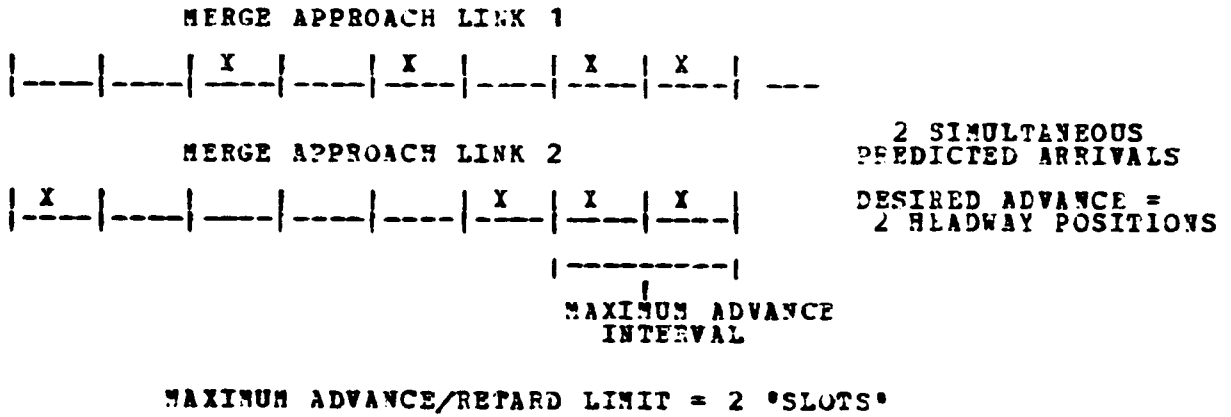 MERGE APPROACH LINK 1
|----|----| X |----| X |----| X | X | ---
MERGE APPROACH LINK 2
2 SIMULTANEOUS
PREDICTED ARRIVALS
| X |----|----|----|----| X | X | X |
DESIRED ADVANCE =
2 HEADWAY POSITIONS
|---------|
MAXIMUM ADVANCE
INTERVAL
MAXIMUM ADVANCE/RETARD LIMIT = 2 "SLOTS"